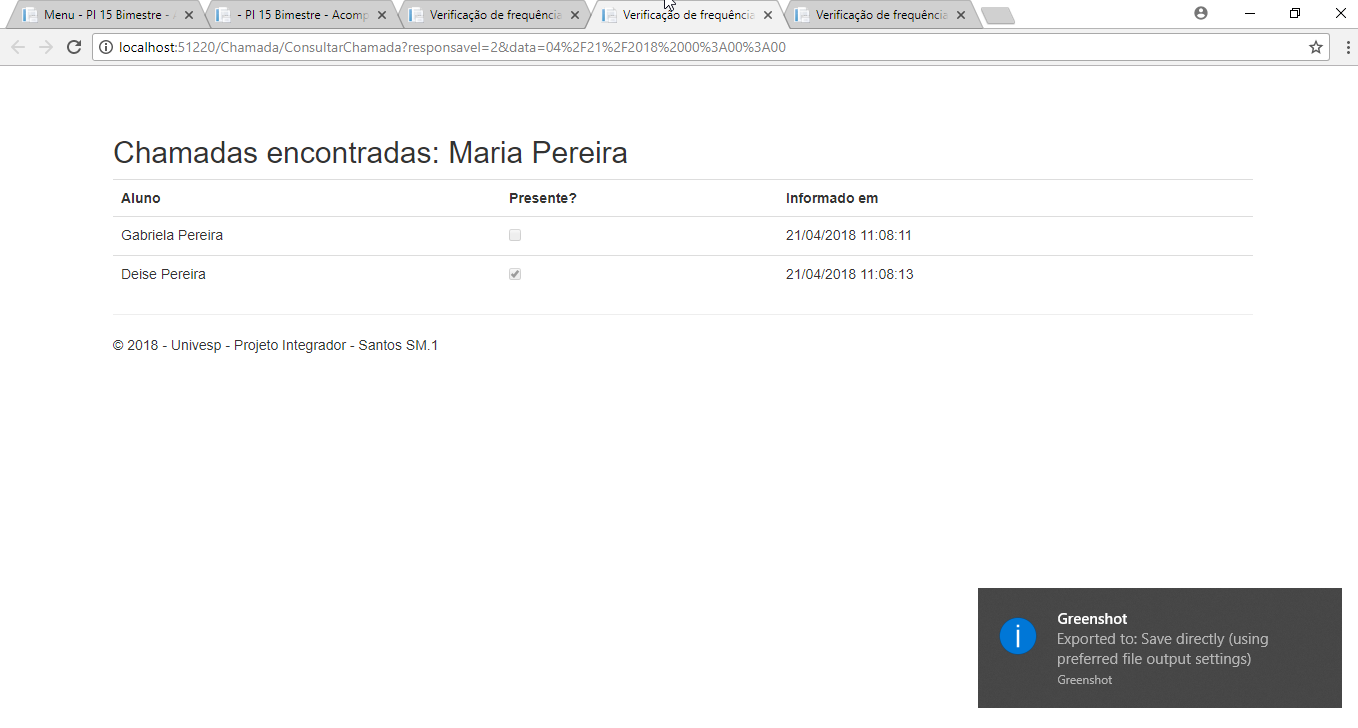 Menu - PI 15 Bimestre -
- PI 15 Bimestre - Acomp
Verificação de frequência
Verificação de frequência
Verificação de frequência
localhost:51220/Chamada/ConsultarChamada?responsavel=2&data=04%2F21%2F2018%2000%3A00%3A00
Chamadas encontradas: Maria Pereira
Aluno Presente? Informado em
Gabriela Pereira 21/04/2018 11:08:11
Deise Pereira 21/04/2018 11:08:13
© 2018 - Univesp - Projeto Integrador - Santos SM.1
Greenshot
Exported to: Save directly (using
preferred file output settings)
Greenshot